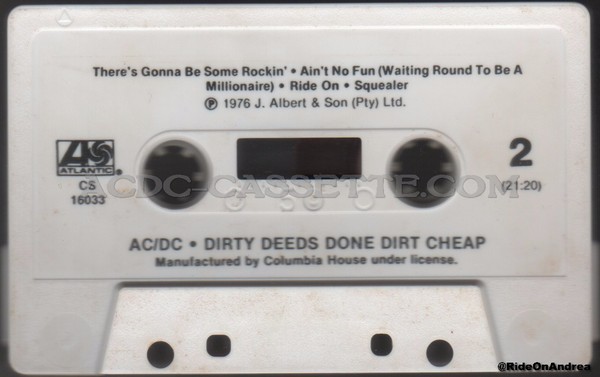 There's Gonna Be Some Rockin' • Ain't No Fun (Waiting Round To Be A
Millionaire) • Ride On • Squealer
℗ 1976 J. Albert & Son (Pty) Ltd.
ATLANTIC
CS
16033
2
(21:20)
ACDC-CASSETTE.COM
AC/DC • DIRTY DEEDS DONE DIRT CHEAP
Manufactured by Columbia House under license.
@RideOnAndrea